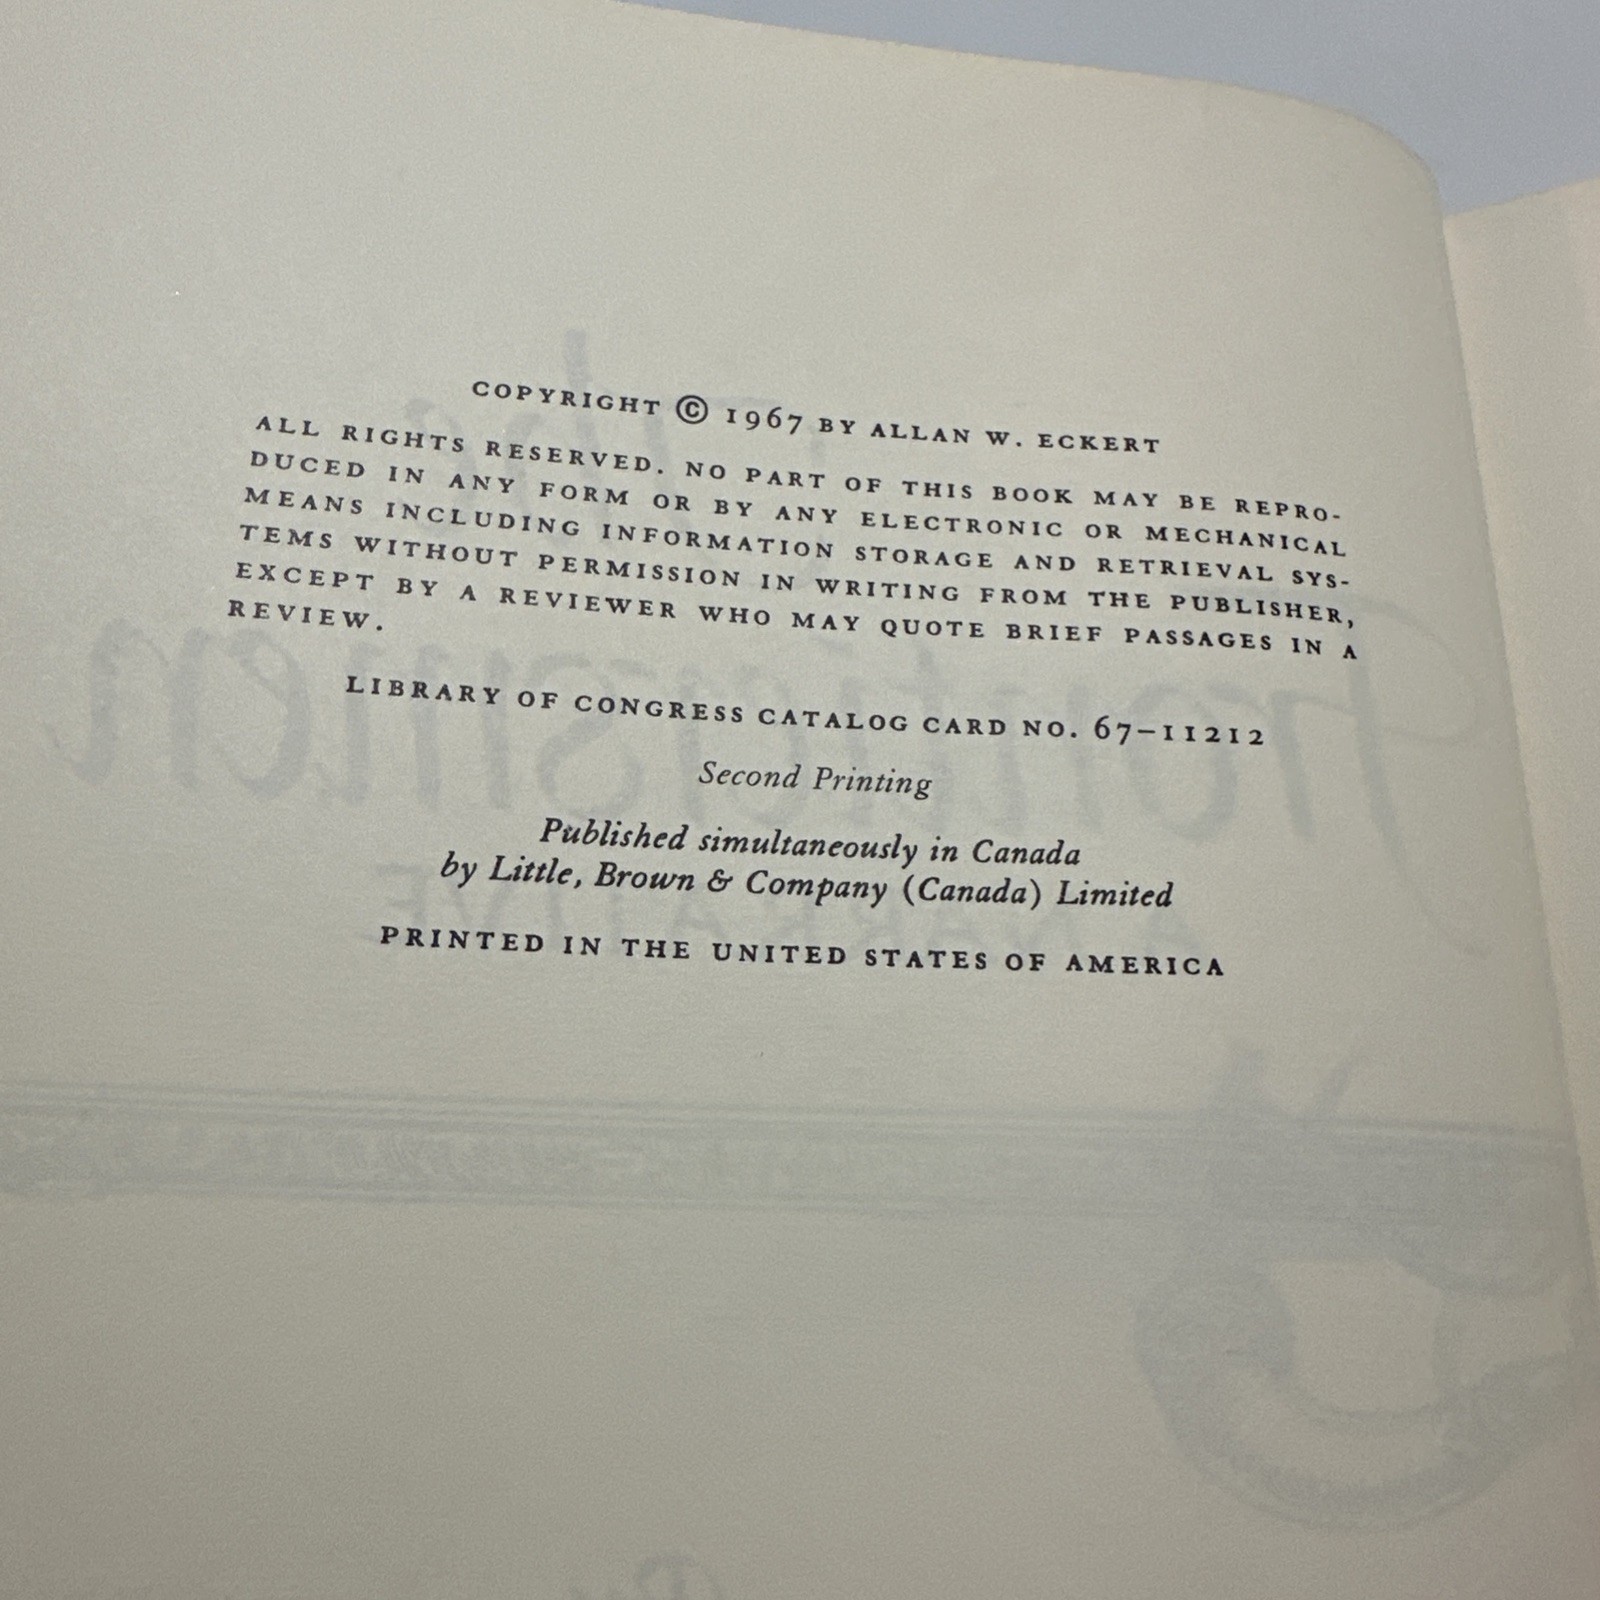 COPYRIGHT © 1967 BY ALLAN W. ECKERT
ALL RIGHTS RESERVED. NO PART OF THIS BOOK MAY BE REPRO-
DUCED IN ANY FORM OR BY ANY ELECTRONIC OR MECHANICAL
MEANS INCLUDING INFORMATION STORAGE AND RETRIEVAL SYS-
TEMS WITHOUT PERMISSION IN WRITING FROM THE PUBLISHER,
EXCEPT BY A REVIEWER WHO MAY QUOTE BRIEF PASSAGES IN A
REVIEW.
LIBRARY OF CONGRESS CATALOG CARD NO. 67-11212
Second Printing
Published simultaneously in Canada
by Little, Brown & Company (Canada) Limited
PRINTED IN THE UNITED STATES OF AMERICA